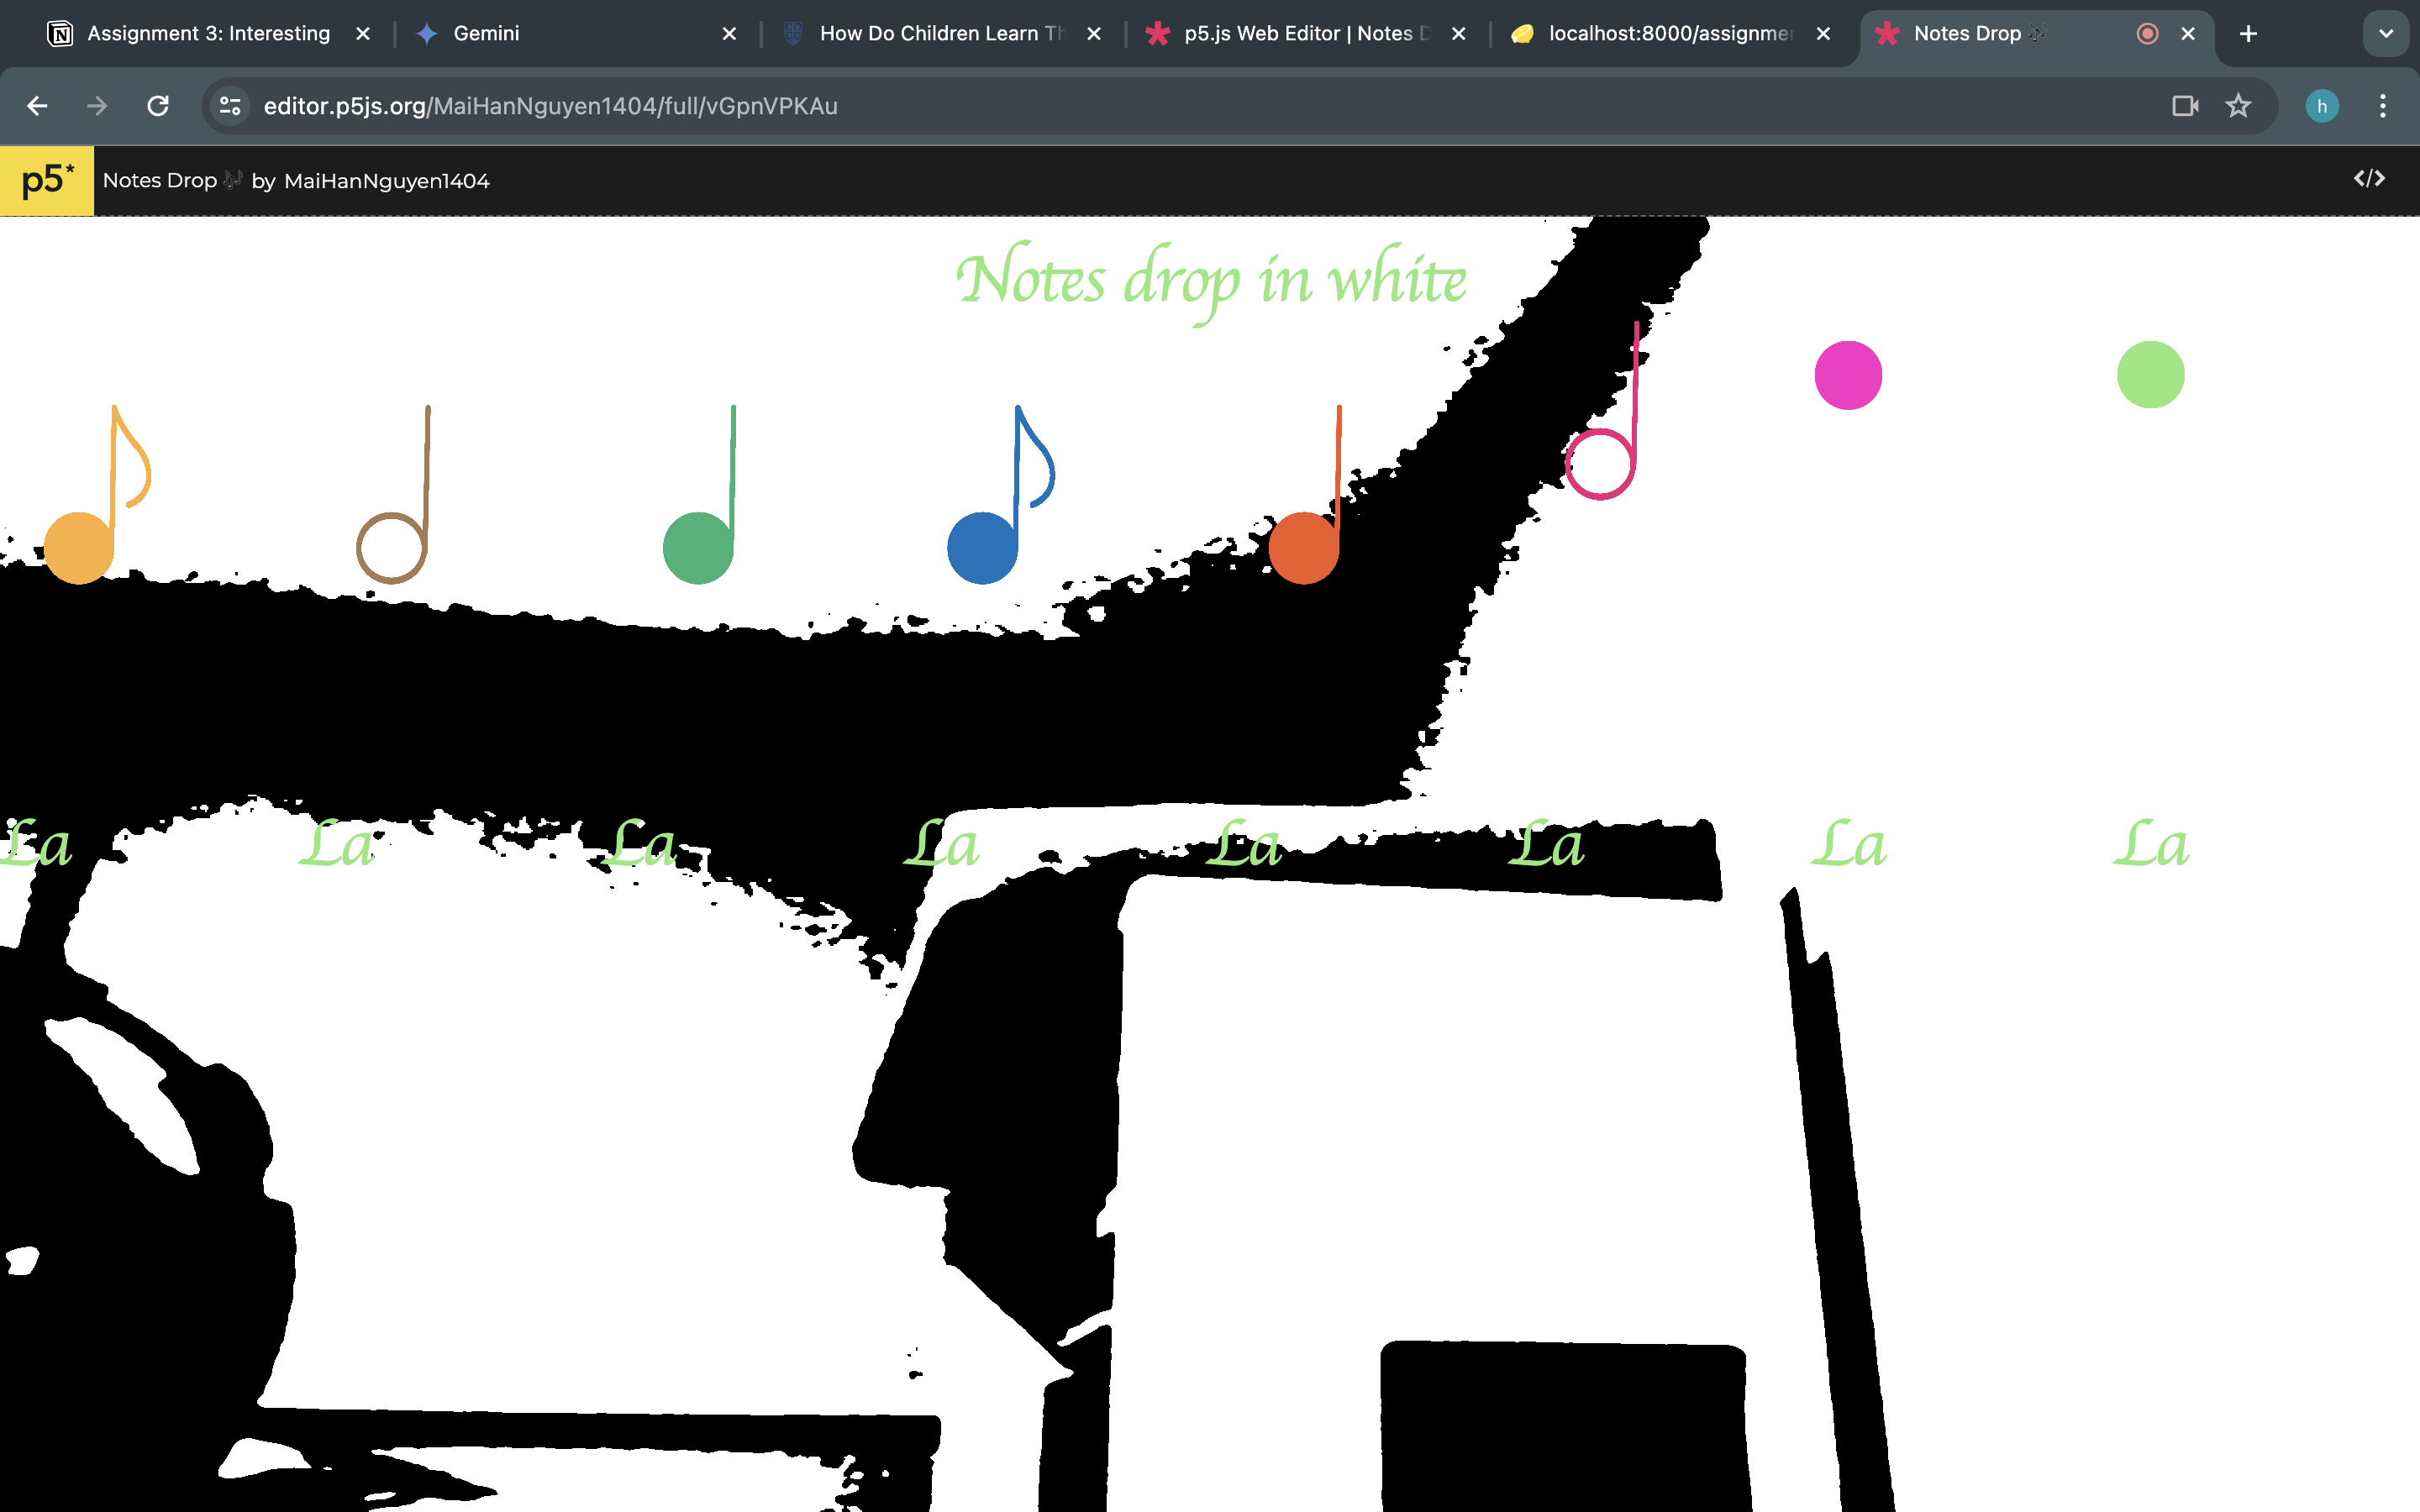 Assignment 3: Interesting
Gemini
How Do Children Learn Th
p5.js Web Editor | Notes D
localhost:8000/assignmen
Notes Drop 🎶
editor.p5js.org/MaiHanNguyen1404/full/vGpnVPKAu
h
p5* Notes Drop 🎶 by MaiHanNguyen1404 </>
Notes drop in white
La La La La La La La La